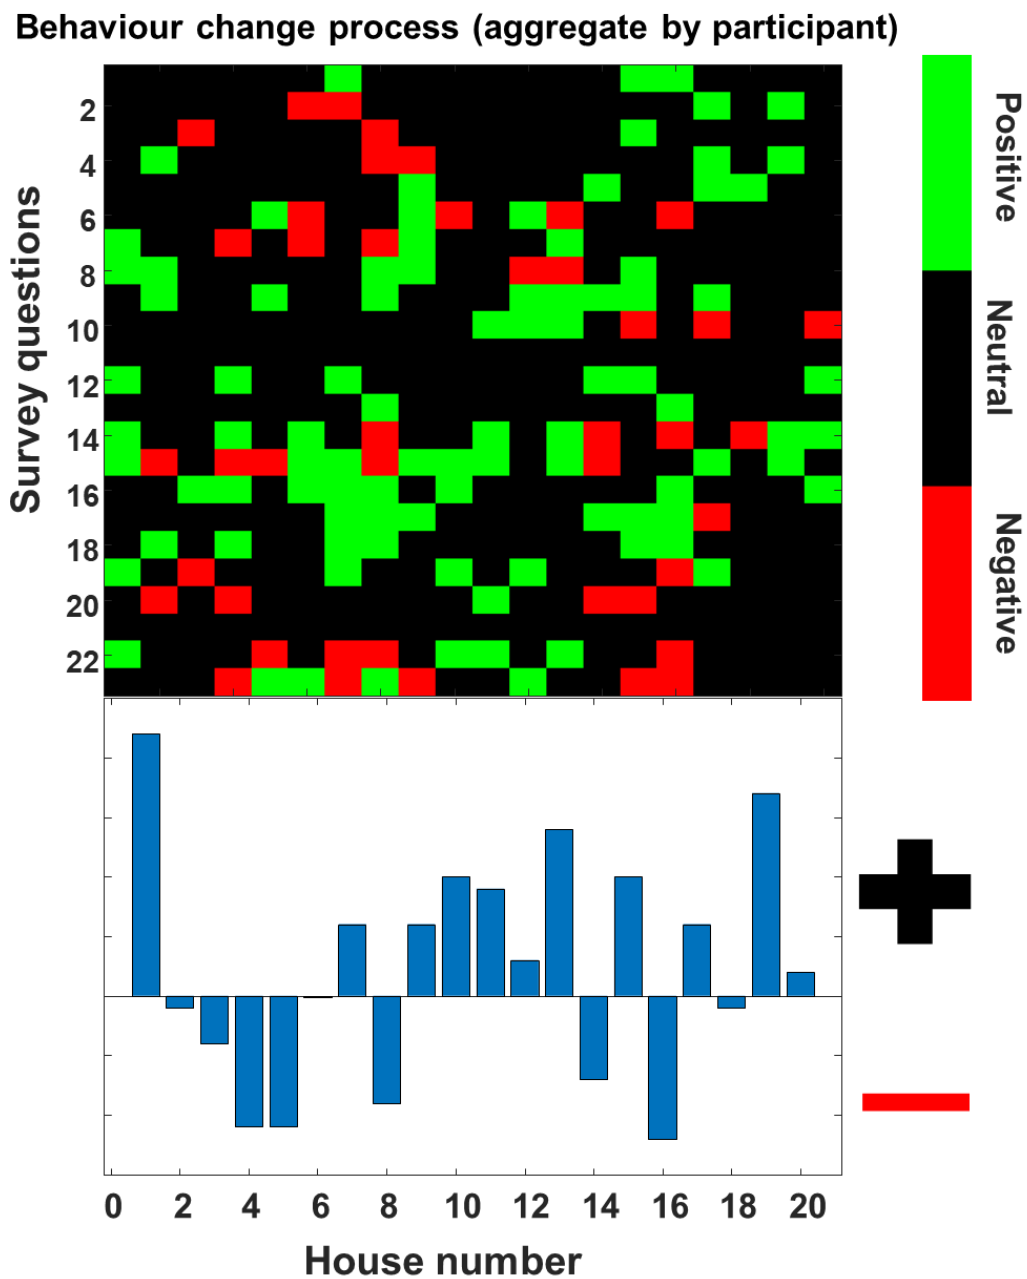 Behaviour change process (aggregate by participant)
Survey questions
2
4
6
8
10
12
14
16
18
20
22
Positive
Neutral
Negative
0 2 4 6 8 10 12 14 16 18 20
House number